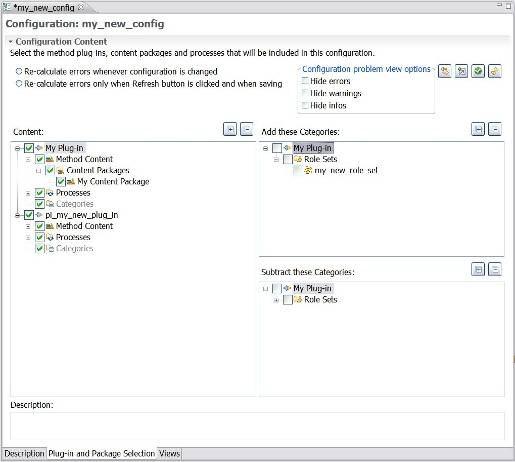 *my_new_config
Configuration: my_new_config
Configuration Content
Select the method plug ins, content packages and processes that will be included in this configuration.
Configuration problem view options
Re-calculate errors whenever configuration is changed
Re-calculate errors only when Refresh button is clicked and when saving
Hide errors
Hide warnings
Hide infos
Content:
My Plug-in
Method Content
Content Packages
My Content Package
Processes
Categories
pl_my_new_plug_in
Method Content
Processes
Categories
Add these Categories:
My Plug-in
Role Sets
my_new_role_set
Subtract these Categories:
My Plug-in
Role Sets
Description:
Description
Plug-in and Package Selection
Views